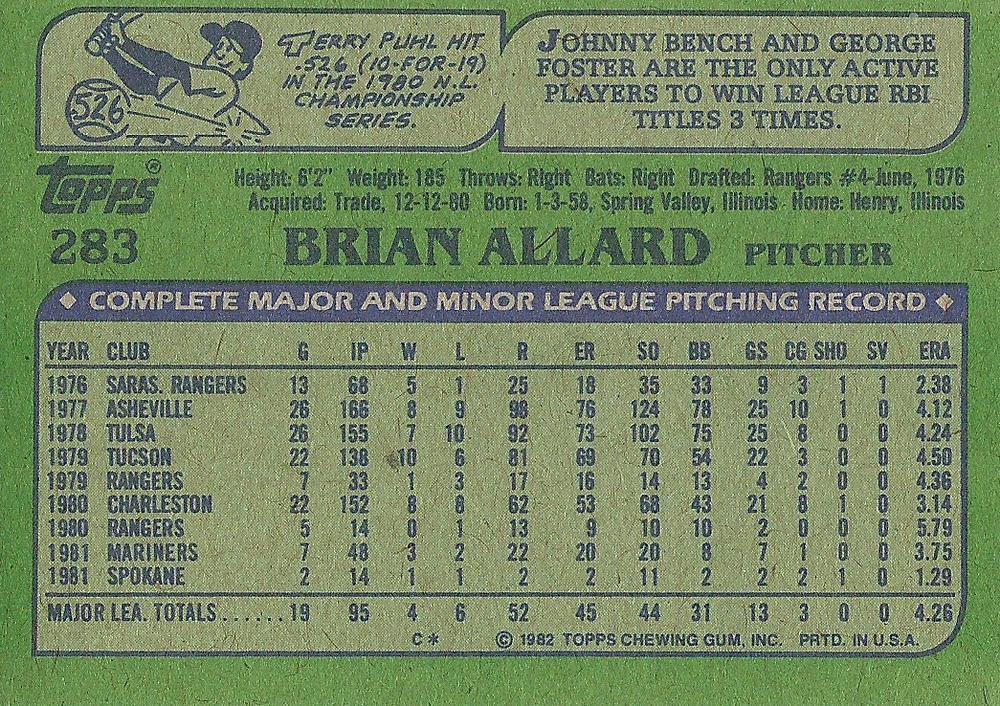 TERRY PUHL HIT
.526 (10-FOR-19)
IN THE 1980 N.L.
CHAMPIONSHIP
SERIES.
526
JOHNNY BENCH AND GEORGE
FOSTER ARE THE ONLY ACTIVE
PLAYERS TO WIN LEAGUE RBI
TITLES 3 TIMES.
Topps®
Height: 6'2" Weight: 185 Throws: Right Bats: Right Drafted: Rangers #4-June, 1976
Acquired: Trade, 12-12-80 Born: 1-3-58, Spring Valley, Illinois Home: Henry, Illinois
283 BRIAN ALLARD PITCHER
COMPLETE MAJOR AND MINOR LEAGUE PITCHING RECORD
YEAR CLUB G IP W L R ER SO BB GS CG SHO SV ERA
1976 SARAS. RANGERS 13 68 5 1 25 18 35 33 9 3 1 1 2.38
1977 ASHEVILLE 26 166 8 9 98 76 124 78 25 10 1 0 4.12
1978 TULSA 26 155 7 10 92 73 102 75 25 8 0 0 4.24
1979 TUCSON 22 138 10 6 81 69 70 54 22 3 0 0 4.50
1979 RANGERS 7 33 1 3 17 16 14 13 4 2 0 0 4.36
1980 CHARLESTON 22 152 8 8 62 53 68 43 21 8 1 0 3.14
1980 RANGERS 5 14 0 1 13 9 10 10 2 0 0 0 5.79
1981 MARINERS 7 48 3 2 22 20 20 8 7 1 0 0 3.75
1981 SPOKANE 2 14 1 1 2 2 11 2 2 2 1 0 1.29
MAJOR LEA. TOTALS...... 19 95 4 6 52 45 44 31 13 3 0 0 4.26
C* © 1982 TOPPS CHEWING GUM, INC. PRTD. IN U.S.A.